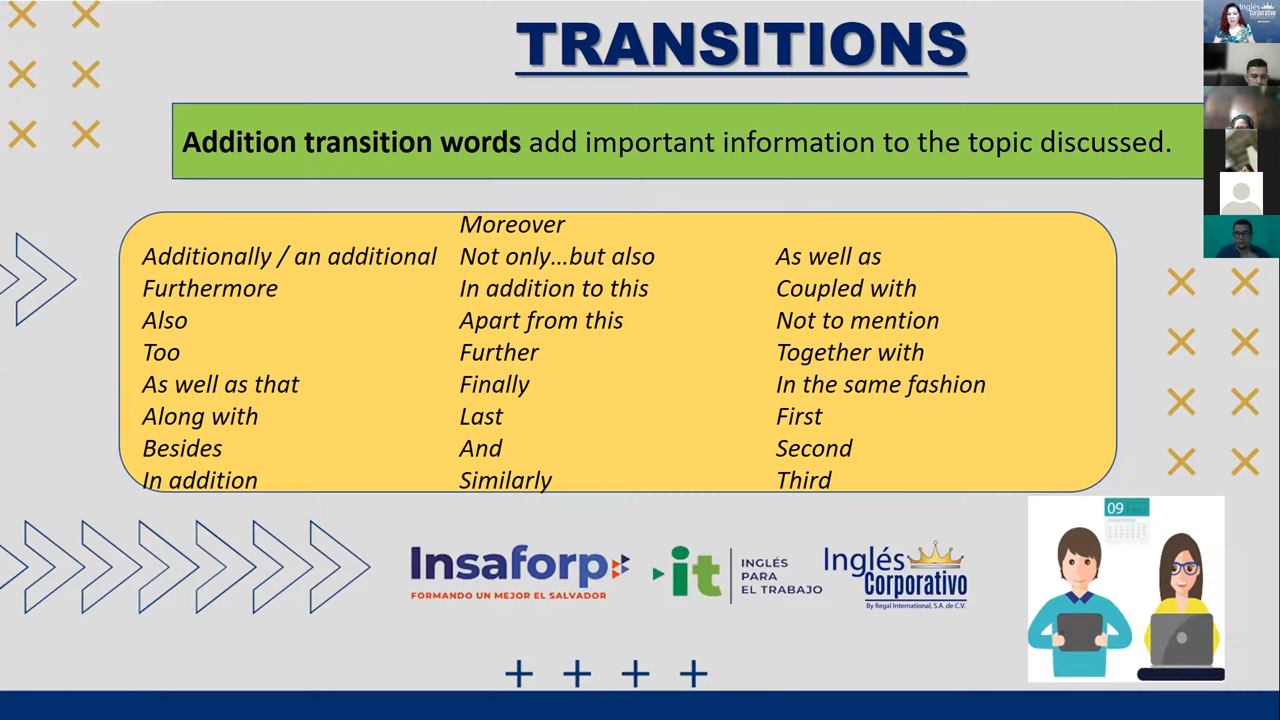 TRANSITIONS
Addition transition words add important information to the topic discussed.
Additionally / an additional
Furthermore
Also
Too
As well as that
Along with
Besides
In addition
Moreover
Not only...but also
In addition to this
Apart from this
Further
Finally
Last
And
Similarly
As well as
Coupled with
Not to mention
Together with
In the same fashion
First
Second
Third
Insaforp
FORMANDO UN MEJOR EL SALVADOR
it
INGLÉS
PARA
EL TRABAJO
Inglés
Corporativo
By Regal International, S.A. de C.V.
09
Inglés
Corporativo